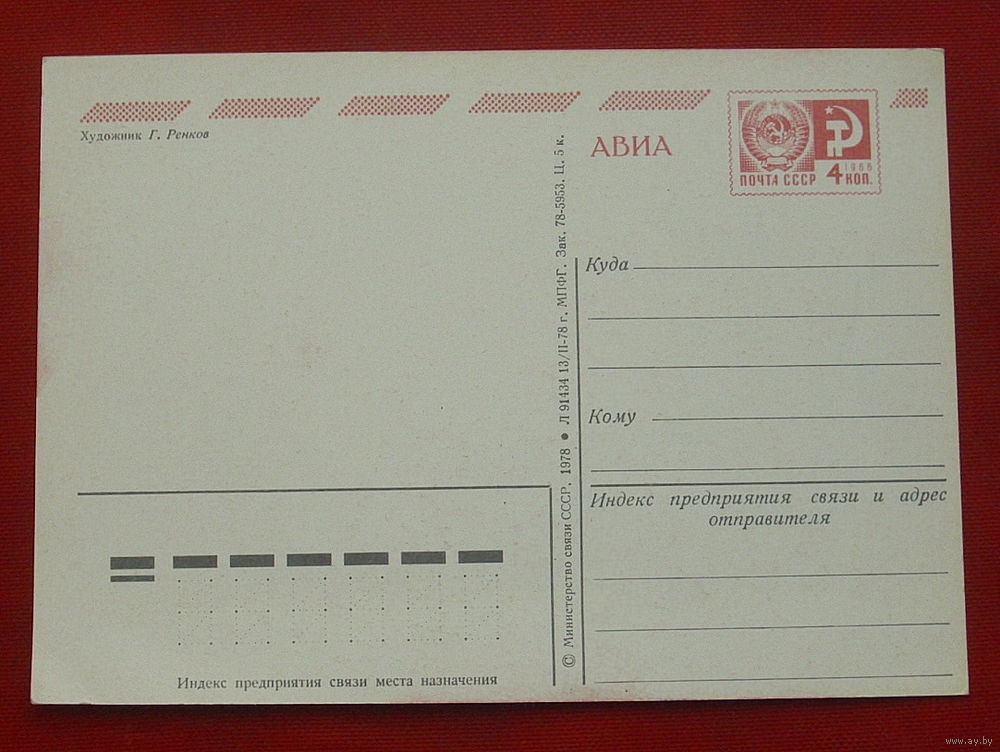 Художник Г. Ренков
АВИА
1966
ПОЧТА СССР 4 КОП.
Куда
Кому
Индекс предприятия связи и адрес
отправителя
© Министерство связи СССР. 1978 ● Л 91434 13/II-78 г. МПФГ. Зак. 78-5953. Ц. 5 к.
Индекс предприятия связи места назначения
www.ay.by